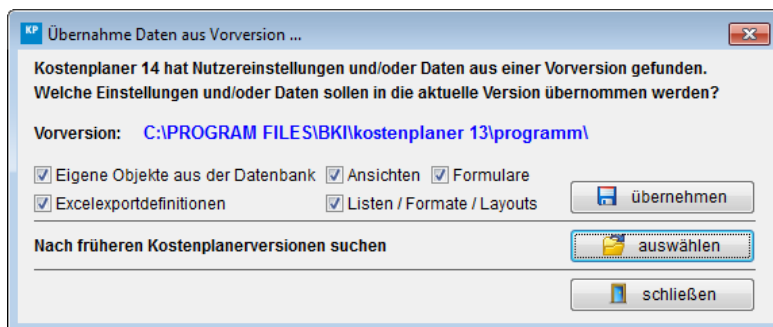 KP Übernahme Daten aus Vorversion ...
Kostenplaner 14 hat Nutzereinstellungen und/oder Daten aus einer Vorversion gefunden.
Welche Einstellungen und/oder Daten sollen in die aktuelle Version übernommen werden?
Vorversion: C:\PROGRAM FILES\BKI\kostenplaner 13\programm\
Eigene Objekte aus der Datenbank Ansichten Formulare
Excelexportdefinitionen Listen / Formate / Layouts übernehmen
Nach früheren Kostenplanerversionen suchen auswählen
schließen